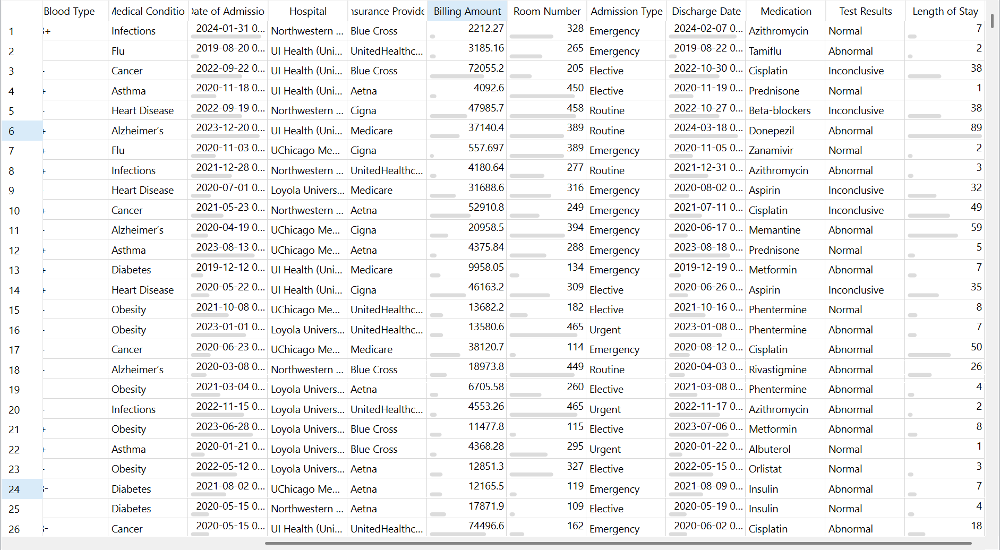 Blood Type Medical Conditio Date of Admissio Hospital nsurance Provide Billing Amount Room Number Admission Type Discharge Date Medication Test Results Length of Stay
1 3+ Infections 2024-01-31 0... Northwestern ... Blue Cross 2212.27 328 Emergency 2024-02-07 0... Azithromycin Normal 7
2 Flu 2019-08-20 0... UI Health (Uni... UnitedHealthc... 3185.16 265 Emergency 2019-08-22 0... Tamiflu Abnormal 2
3 - Cancer 2022-09-22 0... UI Health (Uni... Blue Cross 72055.2 205 Elective 2022-10-30 0... Cisplatin Inconclusive 38
4 + Asthma 2020-11-18 0... UI Health (Uni... Aetna 4092.6 450 Elective 2020-11-19 0... Prednisone Normal 1
5 - Heart Disease 2022-09-19 0... Northwestern ... Cigna 47985.7 458 Routine 2022-10-27 0... Beta-blockers Inconclusive 38
6 + Alzheimer's 2023-12-20 0... UI Health (Uni... Medicare 37140.4 389 Routine 2024-03-18 0... Donepezil Abnormal 89
7 + Flu 2020-11-03 0... UChicago Me... Cigna 557.697 389 Emergency 2020-11-05 0... Zanamivir Normal 2
8 + Infections 2021-12-28 0... Northwestern ... UnitedHealthc... 4180.64 277 Routine 2021-12-31 0... Azithromycin Abnormal 3
9 Heart Disease 2020-07-01 0... Loyola Univers... Medicare 31688.6 316 Emergency 2020-08-02 0... Aspirin Inconclusive 32
10 + Cancer 2021-05-23 0... Northwestern ... Aetna 52910.8 249 Emergency 2021-07-11 0... Cisplatin Inconclusive 49
11 - Alzheimer's 2020-04-19 0... UChicago Me... Cigna 20958.5 394 Emergency 2020-06-17 0... Memantine Abnormal 59
12 + Asthma 2023-08-13 0... UChicago Me... Aetna 4375.84 288 Emergency 2023-08-18 0... Prednisone Normal 5
13 + Diabetes 2019-12-12 0... UI Health (Uni... Medicare 9958.05 134 Emergency 2019-12-19 0... Metformin Abnormal 7
14 + Heart Disease 2020-05-22 0... UI Health (Uni... Cigna 46163.2 309 Elective 2020-06-26 0... Aspirin Inconclusive 35
15 - Obesity 2021-10-08 0... UChicago Me... UnitedHealthc... 13682.2 182 Elective 2021-10-16 0... Phentermine Normal 8
16 - Obesity 2023-01-01 0... Loyola Univers... UnitedHealthc... 13580.6 465 Urgent 2023-01-08 0... Phentermine Abnormal 7
17 - Cancer 2020-06-23 0... UChicago Me... Medicare 38120.7 114 Emergency 2020-08-12 0... Cisplatin Abnormal 50
18 - Alzheimer's 2020-03-08 0... Northwestern ... Blue Cross 18973.8 449 Routine 2020-04-03 0... Rivastigmine Abnormal 26
19 Obesity 2021-03-04 0... Loyola Univers... Aetna 6705.58 260 Elective 2021-03-08 0... Phentermine Abnormal 4
20 - Infections 2022-11-15 0... Loyola Univers... UnitedHealthc... 4553.26 465 Urgent 2022-11-17 0... Azithromycin Abnormal 2
21 + Obesity 2023-06-28 0... Loyola Univers... Blue Cross 11477.8 115 Elective 2023-07-06 0... Metformin Abnormal 8
22 + Asthma 2020-01-21 0... Loyola Univers... Blue Cross 4368.28 295 Urgent 2020-01-22 0... Albuterol Normal 1
23 - Obesity 2022-05-12 0... Loyola Univers... Aetna 12851.3 327 Elective 2022-05-15 0... Orlistat Normal 3
24 3- Diabetes 2021-08-02 0... UChicago Me... Aetna 12165.5 119 Emergency 2021-08-09 0... Insulin Abnormal 7
25 Diabetes 2020-05-15 0... Northwestern ... Aetna 17871.9 109 Elective 2020-05-19 0... Insulin Normal 4
26 3- Cancer 2020-05-15 0... UI Health (Uni... UnitedHealthc... 74496.6 162 Emergency 2020-06-02 0... Cisplatin Abnormal 18